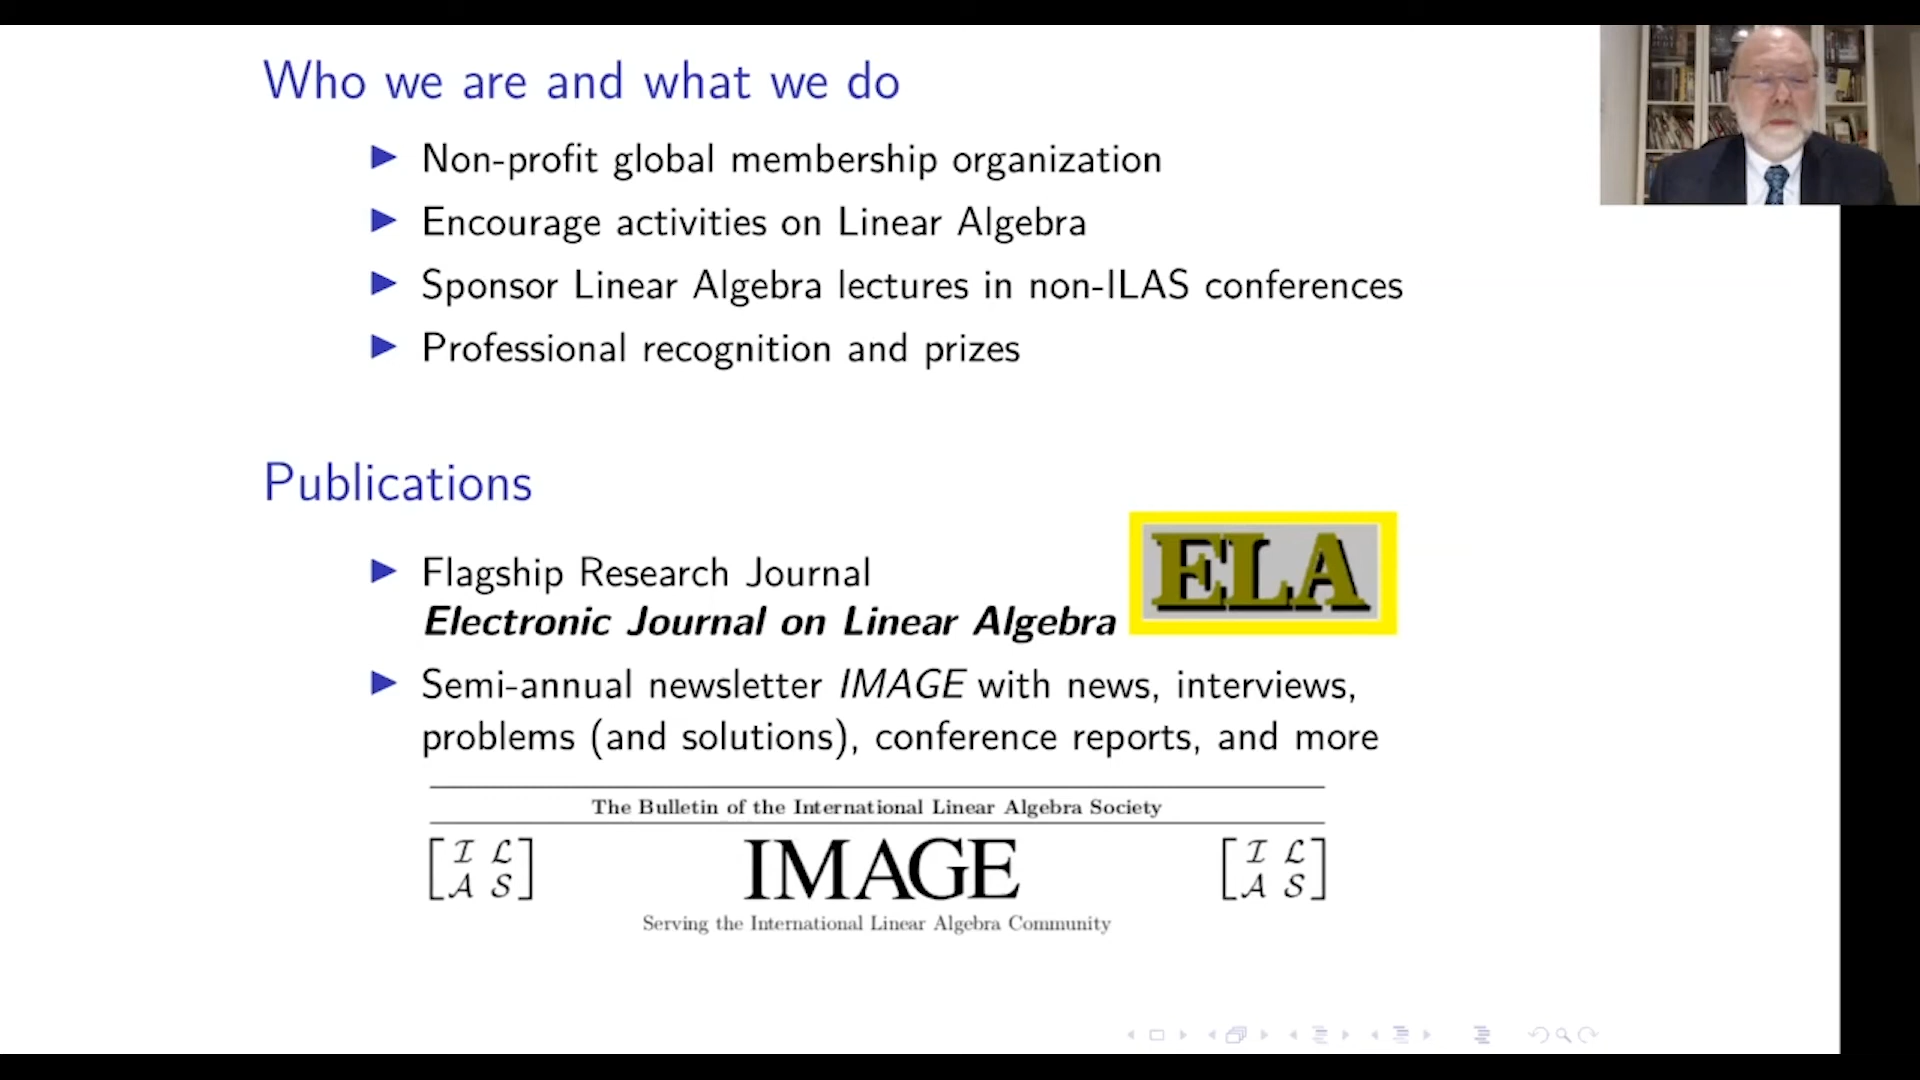 Who we are and what we do
Non-profit global membership organization
Encourage activities on Linear Algebra
Sponsor Linear Algebra lectures in non-ILAS conferences
Professional recognition and prizes
Publications
Flagship Research Journal
Electronic Journal on Linear Algebra
ELA
Semi-annual newsletter IMAGE with news, interviews,
problems (and solutions), conference reports, and more
The Bulletin of the International Linear Algebra Society
I L
A S
IMAGE
I L
A S
Serving the International Linear Algebra Community